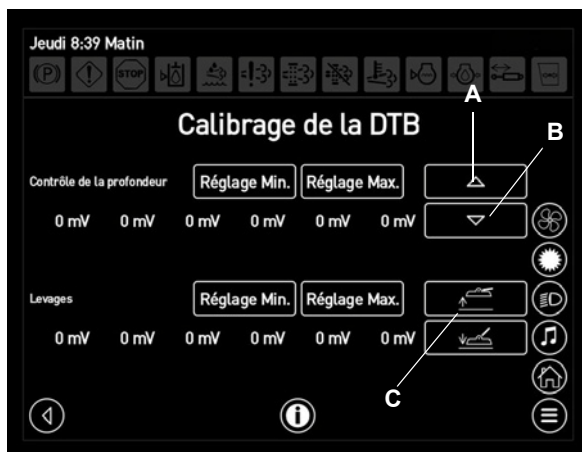 Jeudi 8:39 Matin
P STOP
A
Calibrage de la DTB
B
Contrôle de la profondeur Réglage Min. Réglage Max.
0 mV 0 mV 0 mV 0 mV 0 mV 0 mV
Levages Réglage Min. Réglage Max.
0 mV 0 mV 0 mV 0 mV 0 mV 0 mV
C
i